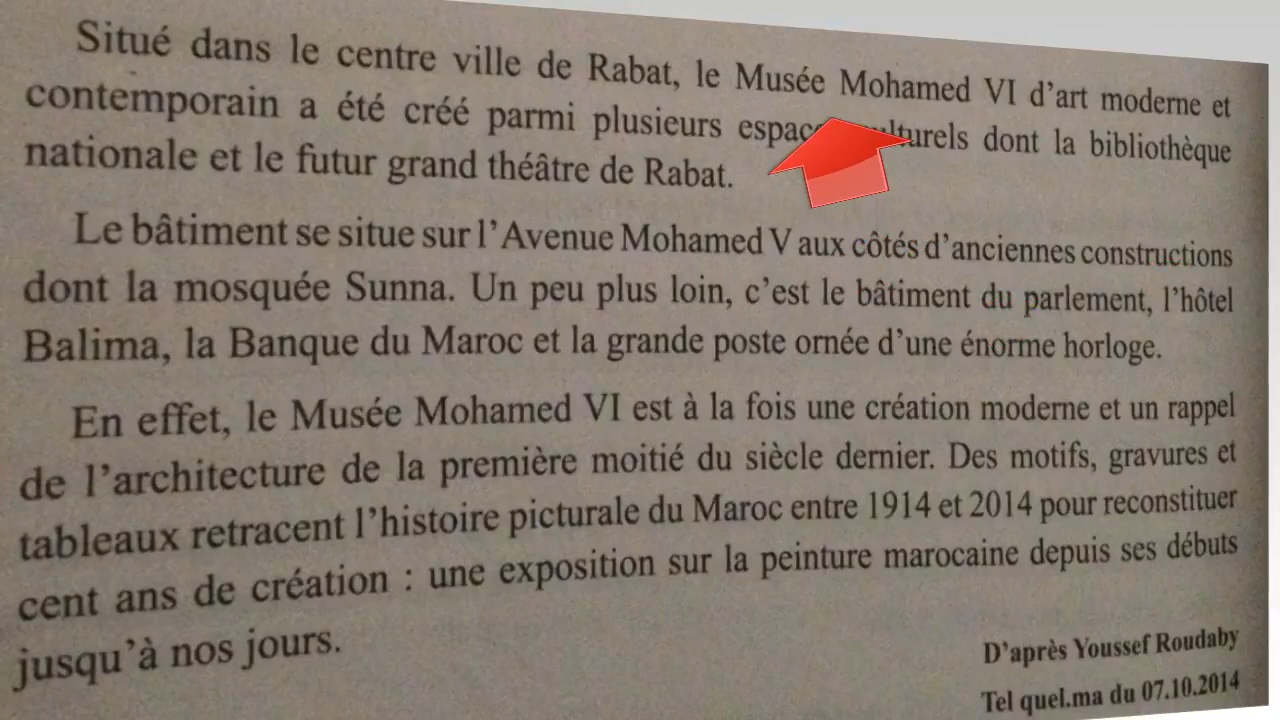 Situé dans le centre ville de Rabat, le Musée Mohamed VI d'art moderne et
contemporain a été créé parmi plusieurs dont la bibliothèque
nationale et le futur grand théâtre de Rabat.
Le bâtiment se situe sur l'Avenue Mohamed V aux côtés d'anciennes constructions
dont la mosquée Sunna. Un peu plus loin, c'est le bâtiment du parlement, l'hôtel
Balima, la Banque du Maroc et la grande poste ornée d'une énorme horloge.
En effet, le Musée Mohamed VI est à la fois une création moderne et un rappel
de l'architecture de la première moitié du siècle dernier. Des motifs, gravures et
tableaux retracent l'histoire picturale du Maroc entre 1914 et 2014 pour reconstituer
cent ans de création : une exposition sur la peinture marocaine depuis ses débuts
jusqu'à nos jours.
D'après Youssef Roudaby
Tel quel.ma du 07.10.2014